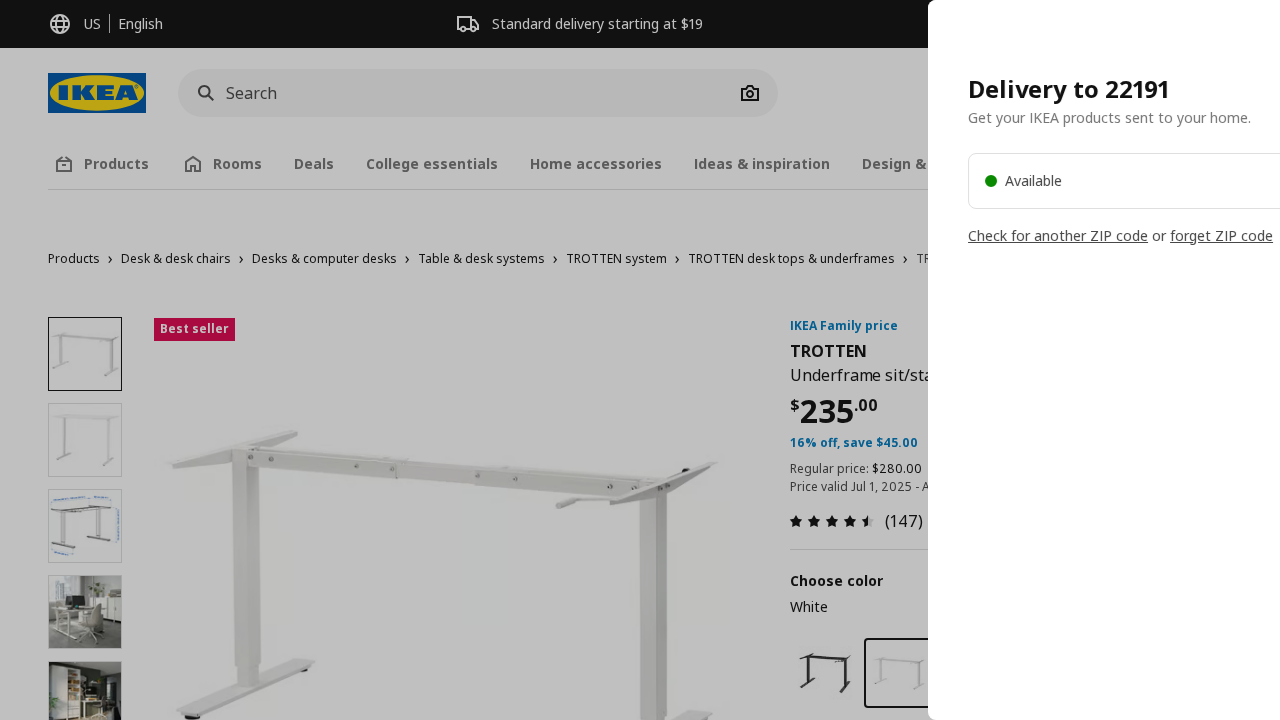 US | English
Standard delivery starting at $19
IKEA
Search
Products
Rooms
Deals
College essentials
Home accessories
Ideas & inspiration
Design &
Products › Desk & desk chairs › Desks & computer desks › Table & desk systems › TROTTEN system › TROTTEN desk tops & underframes ›
Best seller
IKEA Family price
TROTTEN
Underframe sit/sta
$235.00
16% off, save $45.00
Regular price: $280.00
Price valid Jul 1, 2025 - A
(147)
Choose color
White
Delivery to 22191
Get your IKEA products sent to your home.
Available
Check for another ZIP code or forget ZIP code